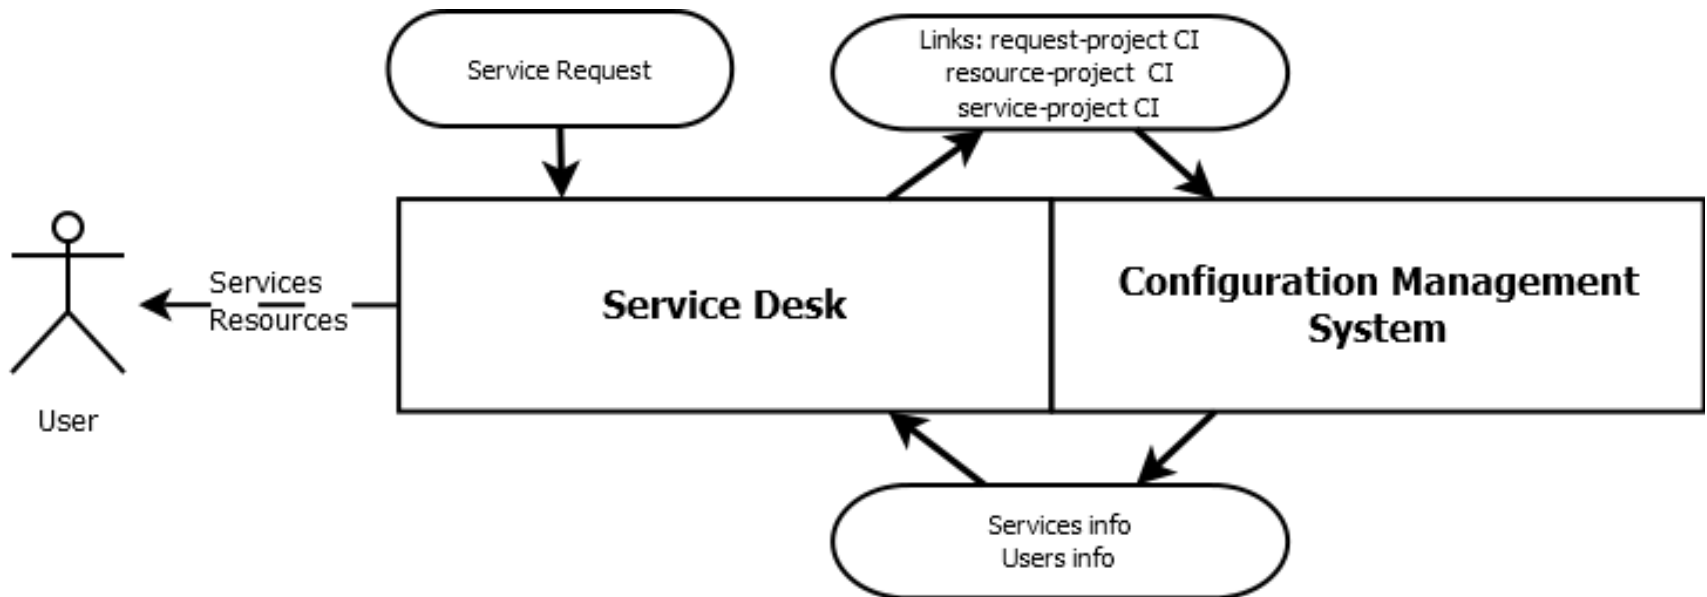 Service Request
Links: request-project CI
resource-project CI
service-project CI
Services
Resources
User
Service Desk
Configuration Management
System
Services info
Users info